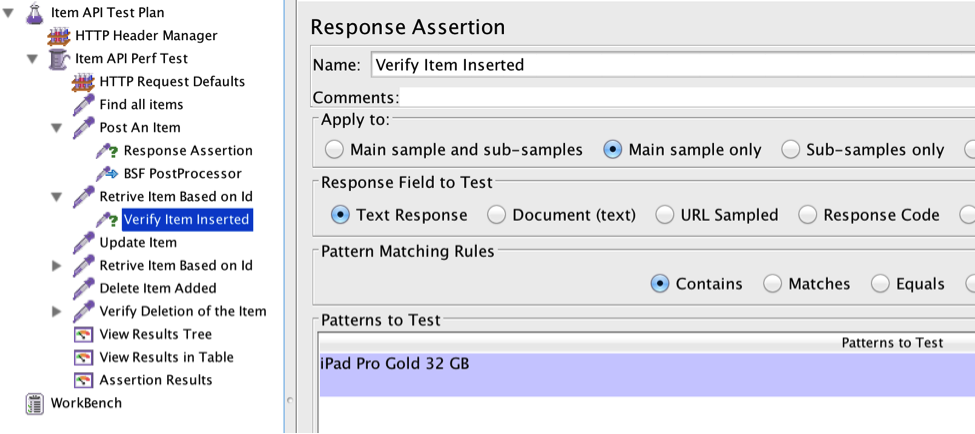 Item API Test Plan
HTTP Header Manager
Item API Perf Test
HTTP Request Defaults
Find all items
Post An Item
Response Assertion
BSF PostProcessor
Retrive Item Based on Id
Verify Item Inserted
Update Item
Retrive Item Based on Id
Delete Item Added
Verify Deletion of the Item
View Results Tree
View Results in Table
Assertion Results
WorkBench
Response Assertion
Name: Verify Item Inserted
Comments:
Apply to:
Main sample and sub-samples Main sample only Sub-samples only
Response Field to Test
Text Response Document (text) URL Sampled Response Code
Pattern Matching Rules
Contains Matches Equals
Patterns to Test
Patterns to Test
iPad Pro Gold 32 GB